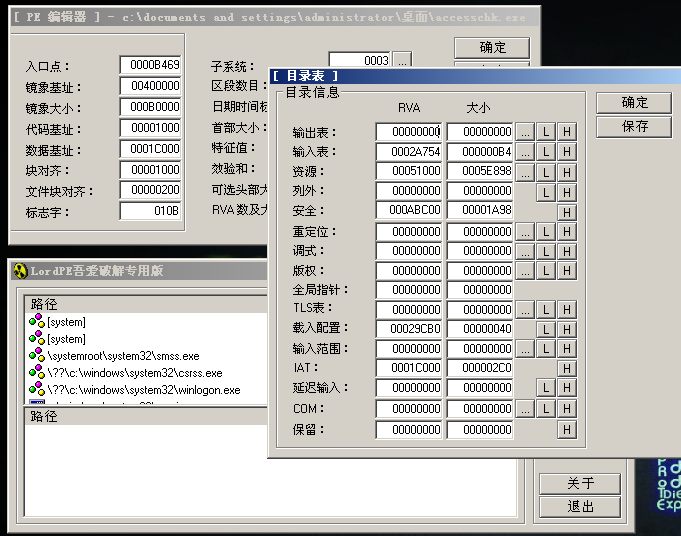 [ PE 编辑器 ] - c:\documents and settings\administrator\桌面\accesschk.exe
入口点： 0000B469
镜象基址： 00400000
镜象大小： 000B0000
代码基址： 00001000
数据基址： 0001C000
块对齐： 00001000
文件块对齐： 00000200
标志字： 010B
子系统： 0003 ...
区段数目：
日期时间标
首部大小：
特征值：
效验和：
可选头部大
RVA 数及大
确定
[ 目录表 ]
目录信息
RVA 大小
输出表： 00000000 00000000 ... L H
输入表： 0002A754 000000B4 ... L H
资源： 00051000 0005E898 ... L H
列外： 00000000 00000000 L H
安全： 000ABC00 00001A98 H
重定位： 00000000 00000000 ... L H
调式： 00000000 00000000 ... L H
版权： 00000000 00000000 ... L H
全局指针： 00000000 00000000
TLS表： 00000000 00000000 ... L H
载入配置： 00029CB0 00000040 L H
输入范围： 00000000 00000000 ... L H
IAT： 0001C000 000002C0 H
延迟输入： 00000000 00000000 L H
COM： 00000000 00000000 ... L H
保留： 00000000 00000000 H
确定
保存
LordPE吾爱破解专用版
路径
[system]
[system]
\systemroot\system32\smss.exe
\??\c:\windows\system32\csrss.exe
\??\c:\windows\system32\winlogon.exe
路径
关于
退出